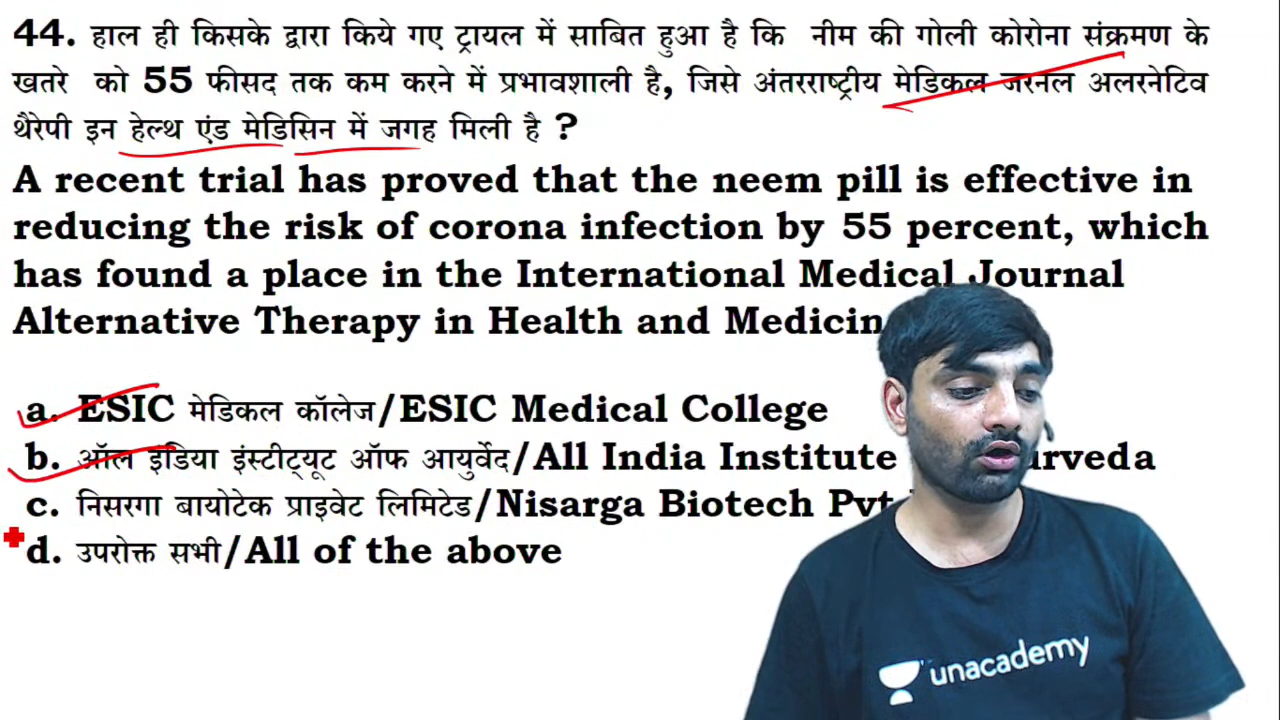 44. हाल ही किसके द्वारा किये गए ट्रायल में साबित हुआ है कि नीम की गोली कोरोना संक्रमण के
खतरे को 55 फीसद तक कम करने में प्रभावशाली है, जिसे अंतरराष्ट्रीय मेडिकल जरनल अलरनेटिव
थैरेपी इन हेल्थ एंड मेडिसिन में जगह मिली है ?
A recent trial has proved that the neem pill is effective in
reducing the risk of corona infection by 55 percent, which
has found a place in the International Medical Journal
Alternative Therapy in Health and
a. ESIC मेडिकल कॉलेज/ESIC Medical College
b. ऑल इंडिया इंस्टीट्यूट ऑफ आयुर्वेद/All India Institute
c. निसरगा बायोटेक प्राइवेट लिमिटेड/Nisarga Biotech Pvt
d. उपरोक्त सभी/All of the above
unacademy